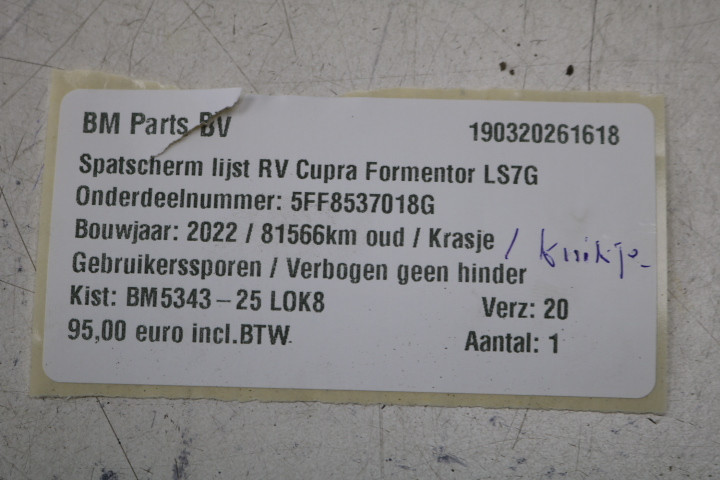 BM Parts BV 190320261618
Spatscherm lijst RV Cupra Formentor LS7G
Onderdeelnummer: 5FF8537018G
Bouwjaar: 2022 / 81566km oud / Krasje /
Gebruikerssporen / Verbogen geen hinder
Kist: BM5343-25 LOK8 Verz: 20
95,00 euro incl.BTW. Aantal: 1